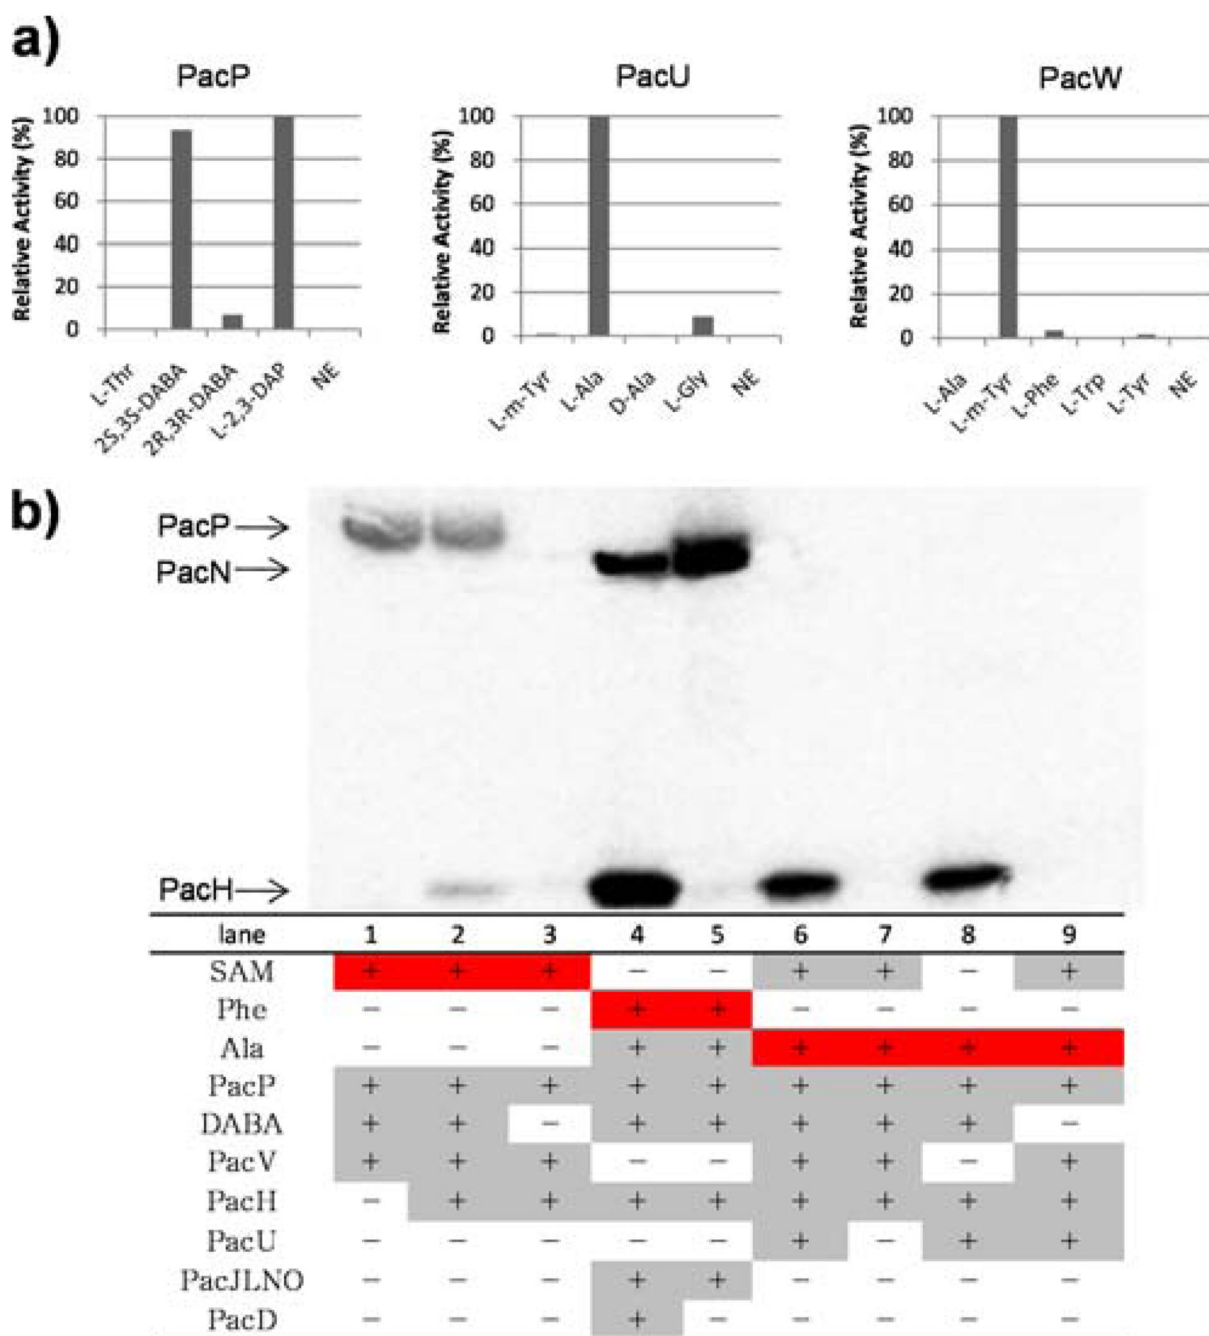 a)
PacP
PacU
PacW
Relative Activity (%)
100
80
60
40
20
0
L-Thr
2S,3S-DABA
2R,3R-DABA
L-2,3-DAP
NE
Relative Activity (%)
100
80
60
40
20
0
L-m-Tyr
L-Ala
D-Ala
L-Gly
NE
Relative Activity (%)
100
80
60
40
20
0
L-Ala
L-m-Tyr
L-Phe
L-Trp
L-Tyr
NE
b)
PacP
PacN
PacH
lane 1 2 3 4 5 6 7 8 9
SAM + + + − − + + − +
Phe − − − + + − − − −
Ala − − − + + + + + +
PacP + + + + + + + + +
DABA + + − + + + + + −
PacV + + + − − + + − +
PacH − + + + + + + + +
PacU − − − − − + − + +
PacJLNO − − − + + − − − −
PacD − − − + − − − − −